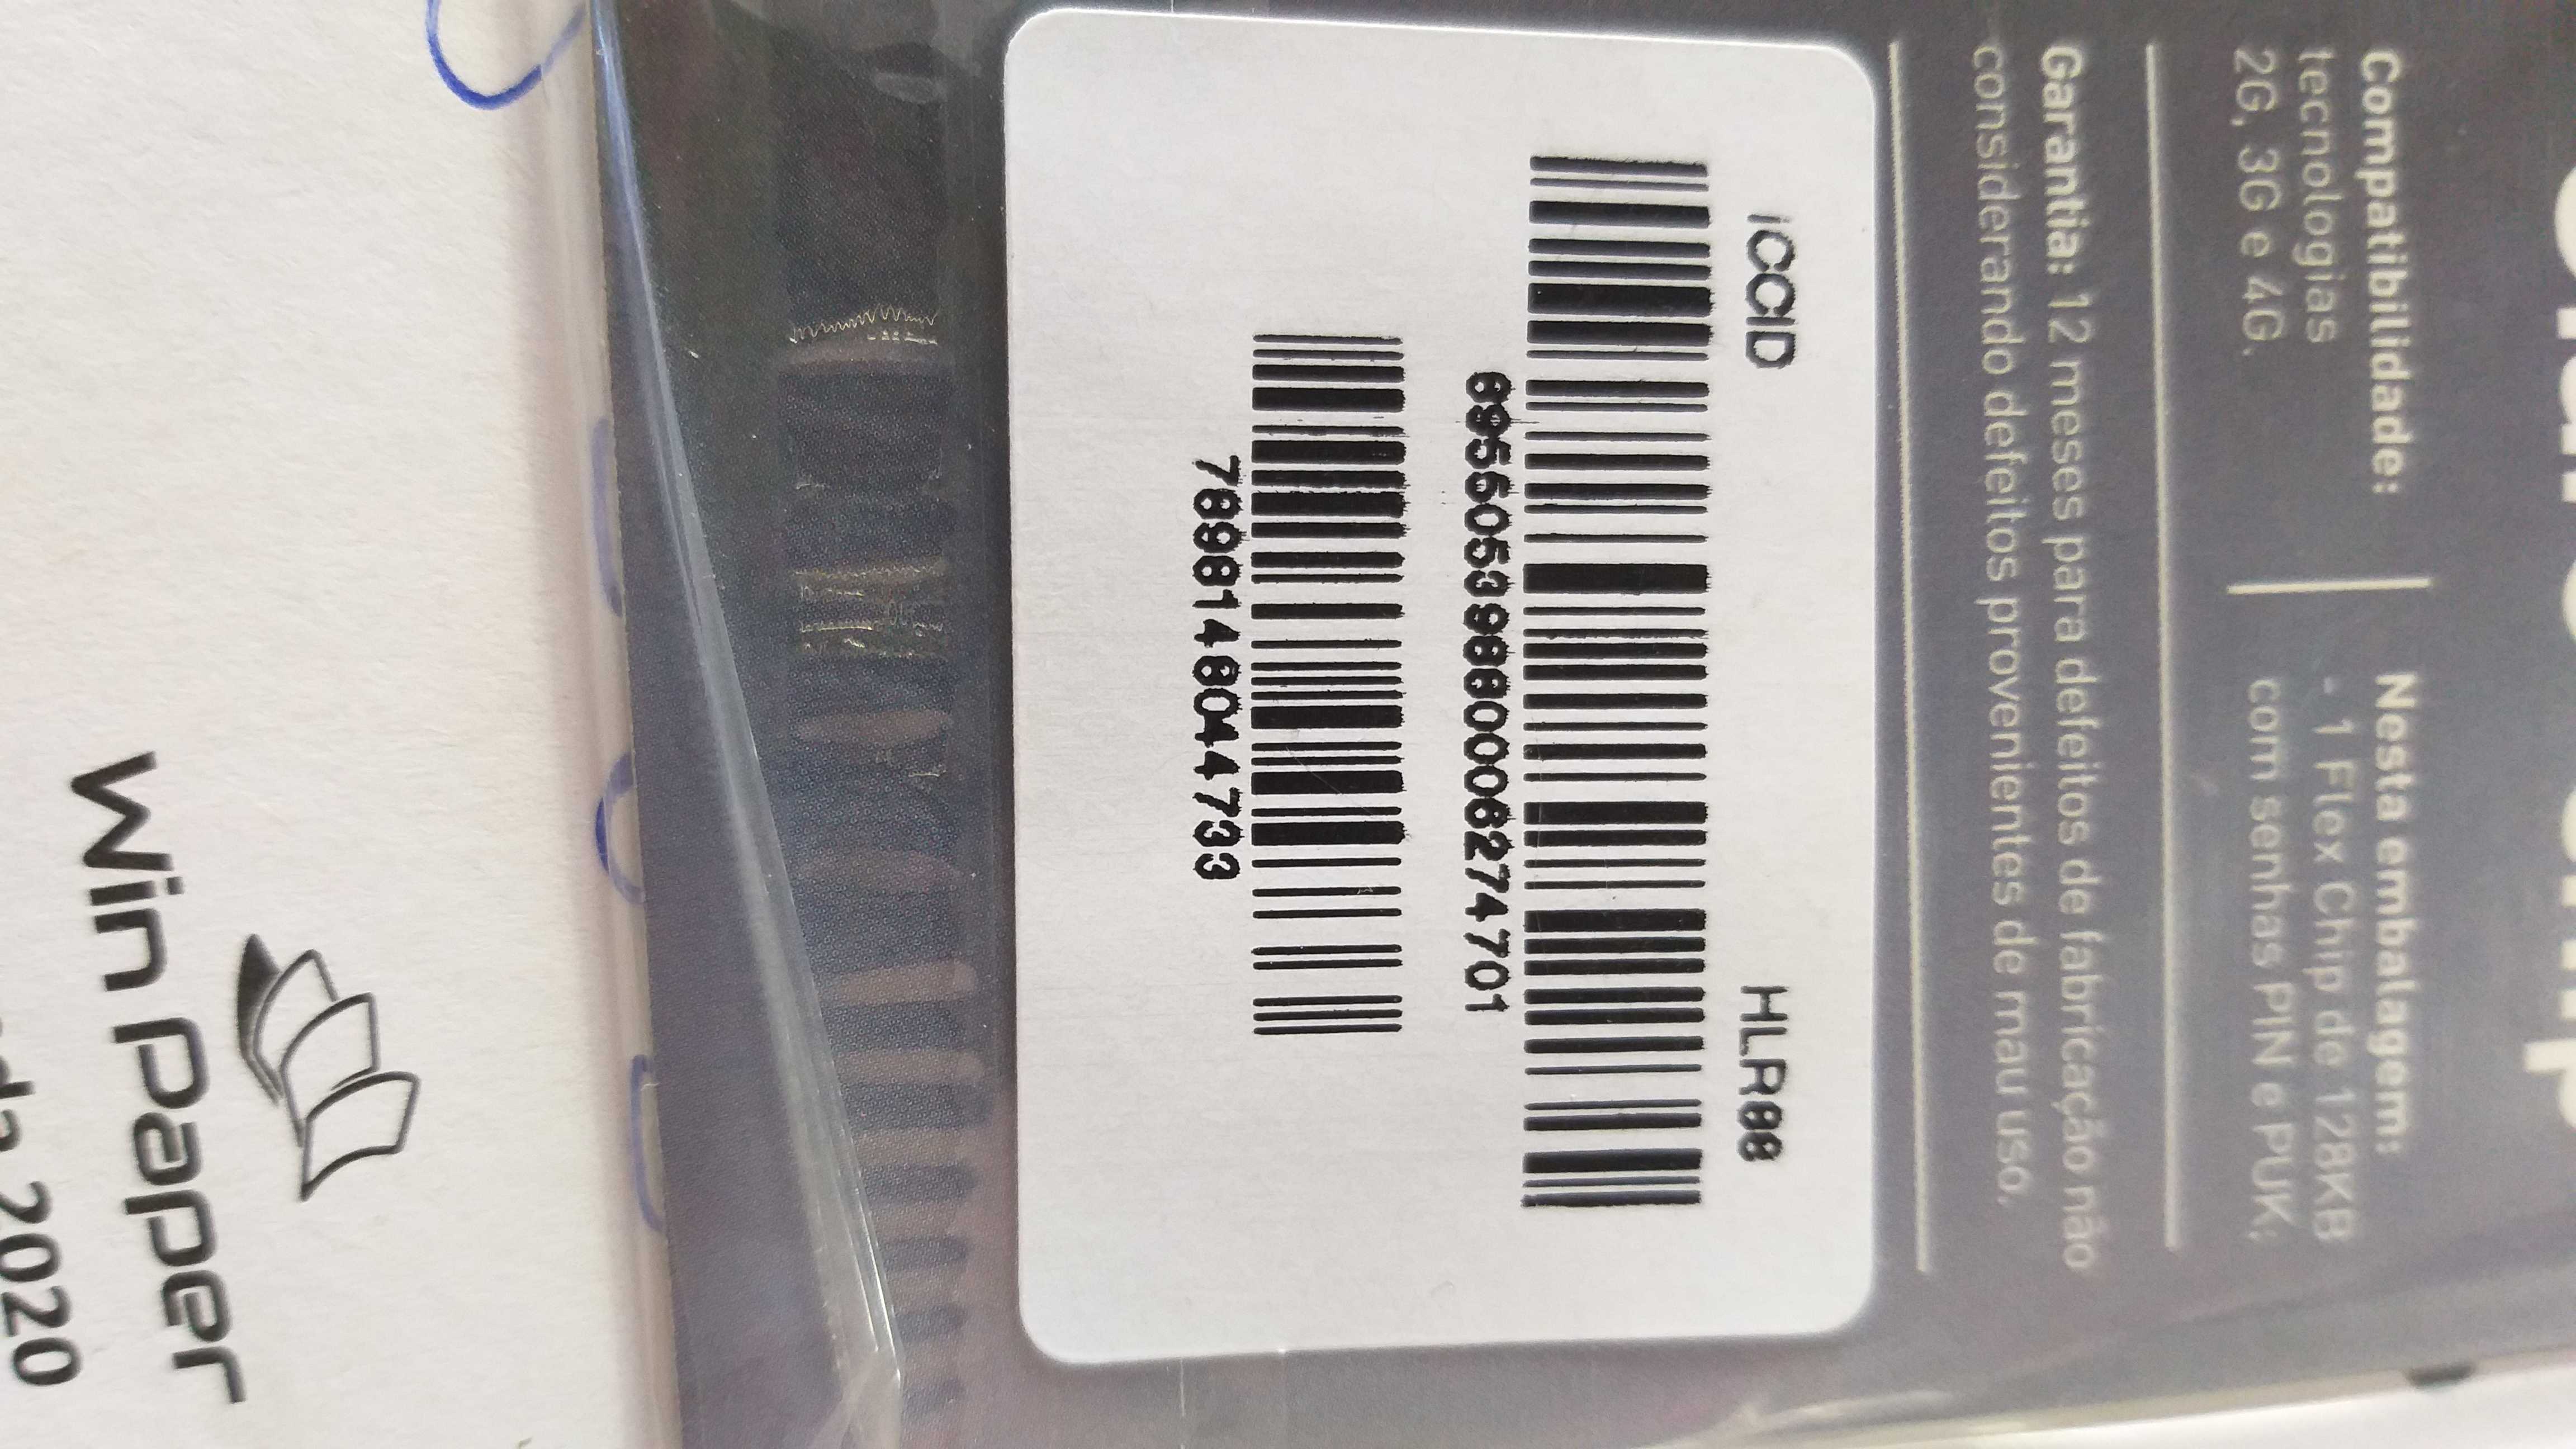 Compatibilidade:
tecnologias
2G, 3G e 4G.
Nesta embalagem:
- 1 Flex Chip de 128KB
com senhas PIN e PUK;
Garantia: 12 meses para defeitos de fabricação não
considerando defeitos provenientes de mau uso.
ICCID HLR88
89550539880006274701
7898148044733
Win Paper
2020